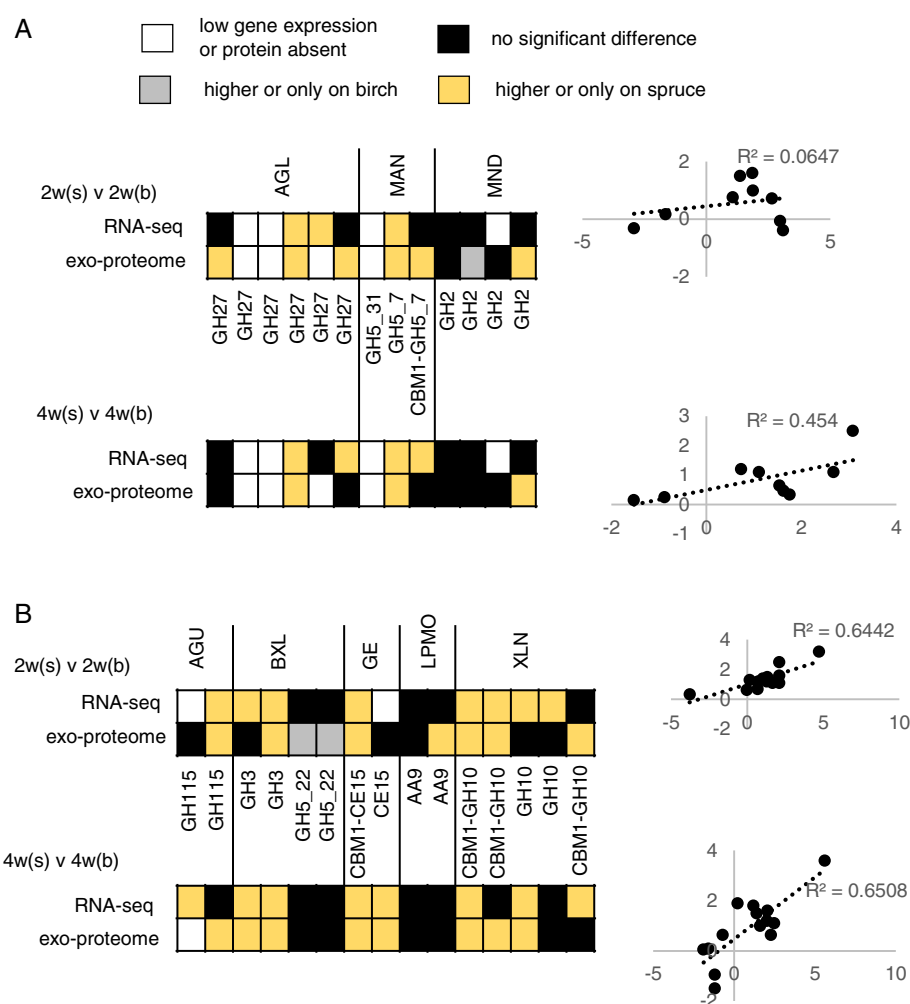 A
low gene expression
or protein absent
no significant difference
higher or only on birch
higher or only on spruce
AGL
MAN
MND
2w(s) v 2w(b)
RNA-seq
exo-proteome
GH27
GH27
GH27
GH27
GH27
GH27
GH5_31
GH5_7
CBM1-GH5_7
GH2
GH2
GH2
GH2
R² = 0.0647
2
0
-2
-5
0
5
4w(s) v 4w(b)
RNA-seq
exo-proteome
R² = 0.454
3
2
1
0
-1
-2
0
2
4
B
AGU
BXL
GE
LPMO
XLN
2w(s) v 2w(b)
RNA-seq
exo-proteome
GH115
GH115
GH3
GH3
GH5_22
GH5_22
CBM1-CE15
CE15
AA9
AA9
CBM1-GH10
CBM1-GH10
GH10
GH10
CBM1-GH10
R² = 0.6442
4
2
0
-2
-5
0
5
10
4w(s) v 4w(b)
RNA-seq
exo-proteome
R² = 0.6508
4
2
0
-2
-5
0
5
10